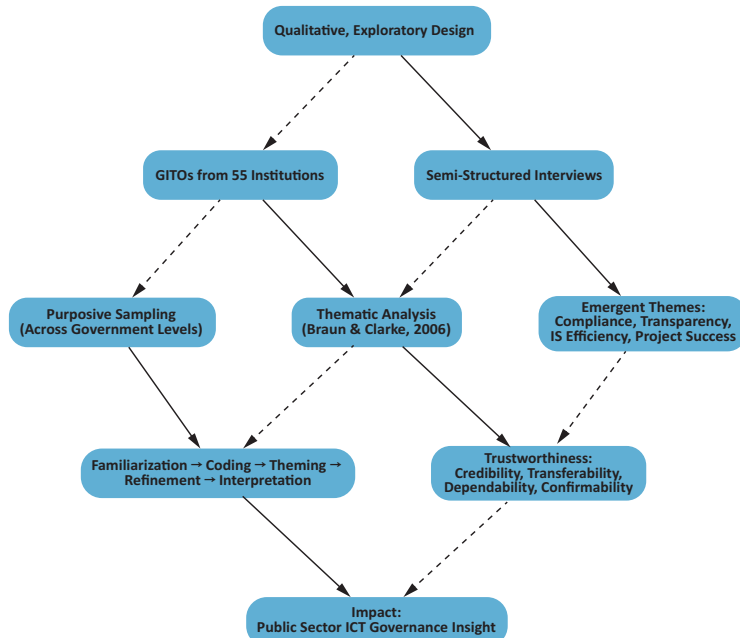 Qualitative, Exploratory Design
GITOs from 55 Institutions
Semi-Structured Interviews
Purposive Sampling
(Across Government Levels)
Thematic Analysis
(Braun & Clarke, 2006)
Emergent Themes:
Compliance, Transparency,
IS Efficiency, Project Success
Familiarization → Coding → Theming →
Refinement → Interpretation
Trustworthiness:
Credibility, Transferability,
Dependability, Confirmability
Impact:
Public Sector ICT Governance Insight